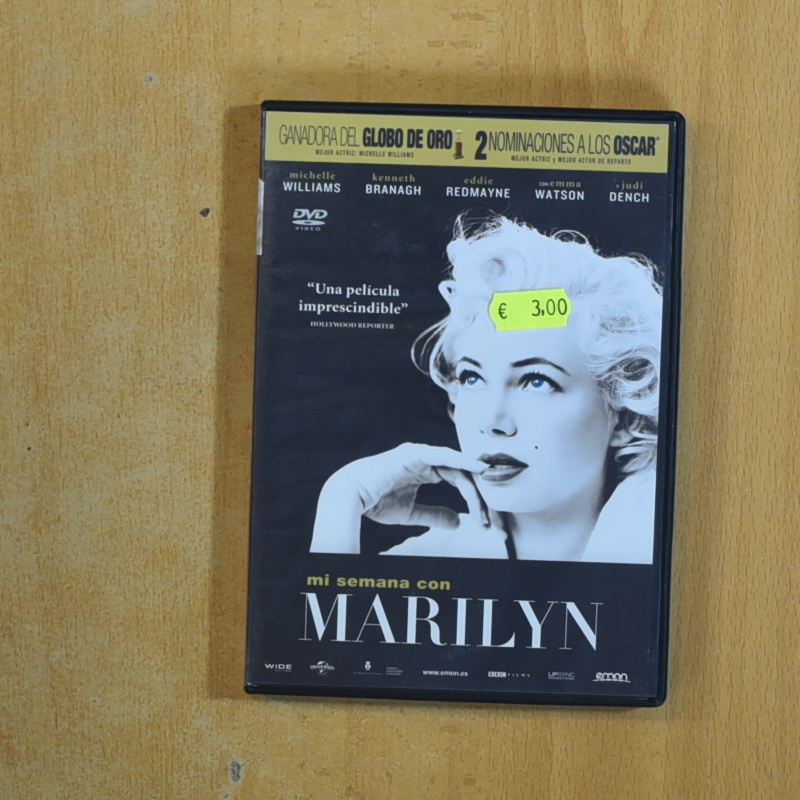 GANADORA DEL GLOBO DE ORO
MEJOR ACTRIZ: MICHELLE WILLIAMS
2 NOMINACIONES A LOS OSCAR®
MEJOR ACTRIZ y MEJOR ACTOR DE REPARTO
michelle WILLIAMS
kenneth BRANAGH
eddie REDMAYNE
con emma WATSON
y judi DENCH
DVD
VIDEO
“Una película
imprescindible”
HOLLYWOOD REPORTER
€ 3,00
mi semana con
MARILYN
WIDE
UNIVERSAL
www.emon.es
BBC FILMS
LIPSYNC
emon